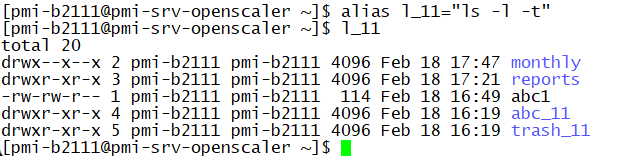 [pmi-b2111@pmi-srv-openscaler ~]$ alias l_11="ls -l -t"
[pmi-b2111@pmi-srv-openscaler ~]$ l_11
total 20
drwx--x--x 2 pmi-b2111 pmi-b2111 4096 Feb 18 17:47 monthly
drwxr-xr-x 3 pmi-b2111 pmi-b2111 4096 Feb 18 17:21 reports
-rw-rw-r-- 1 pmi-b2111 pmi-b2111  114 Feb 18 16:49 abc1
drwxr-xr-x 4 pmi-b2111 pmi-b2111 4096 Feb 18 16:19 abc_11
drwxr-xr-x 5 pmi-b2111 pmi-b2111 4096 Feb 18 16:19 trash_11
[pmi-b2111@pmi-srv-openscaler ~]$